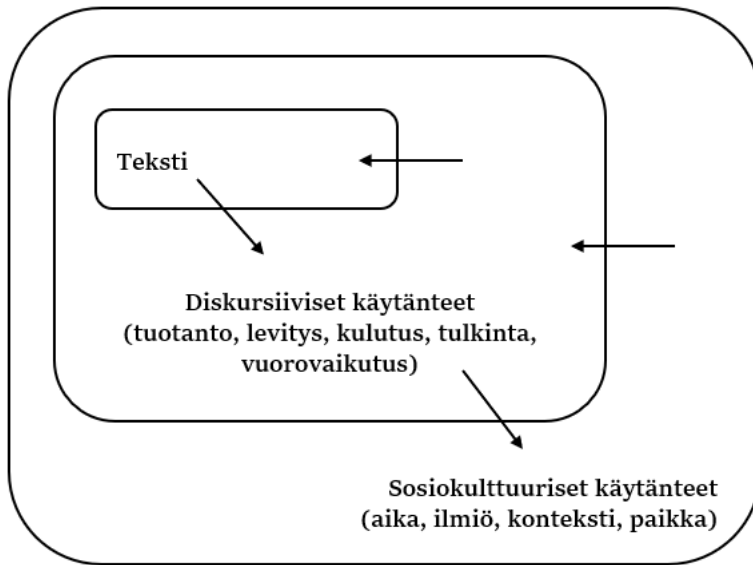 Teksti
Diskursiiviset käytänteet
(tuotanto, levitys, kulutus, tulkinta,
vuorovaikutus)
Sosiokulttuuriset käytänteet
(aika, ilmiö, konteksti, paikka)